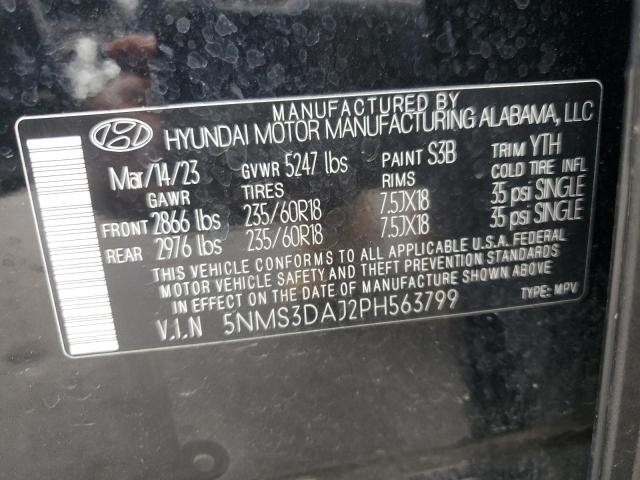 MANUFACTURED BY
HYUNDAI MOTOR MANUFACTURING ALABAMA, LLC
Mar/14/23 GVWR 5247 lbs PAINT S3B TRIM YTH
GAWR TIRES RIMS COLD TIRE INFL
FRONT 2866 lbs 235/60R18 7.5JX18 35 psi SINGLE
REAR 2976 lbs 235/60R18 7.5JX18 35 psi SINGLE
THIS VEHICLE CONFORMS TO ALL APPLICABLE U.S.A. FEDERAL
MOTOR VEHICLE SAFETY AND THEFT PREVENTION STANDARDS
IN EFFECT ON THE DATE OF MANUFACTURE SHOWN ABOVE
V.I.N 5NMS3DAJ2PH563799 TYPE: MPV